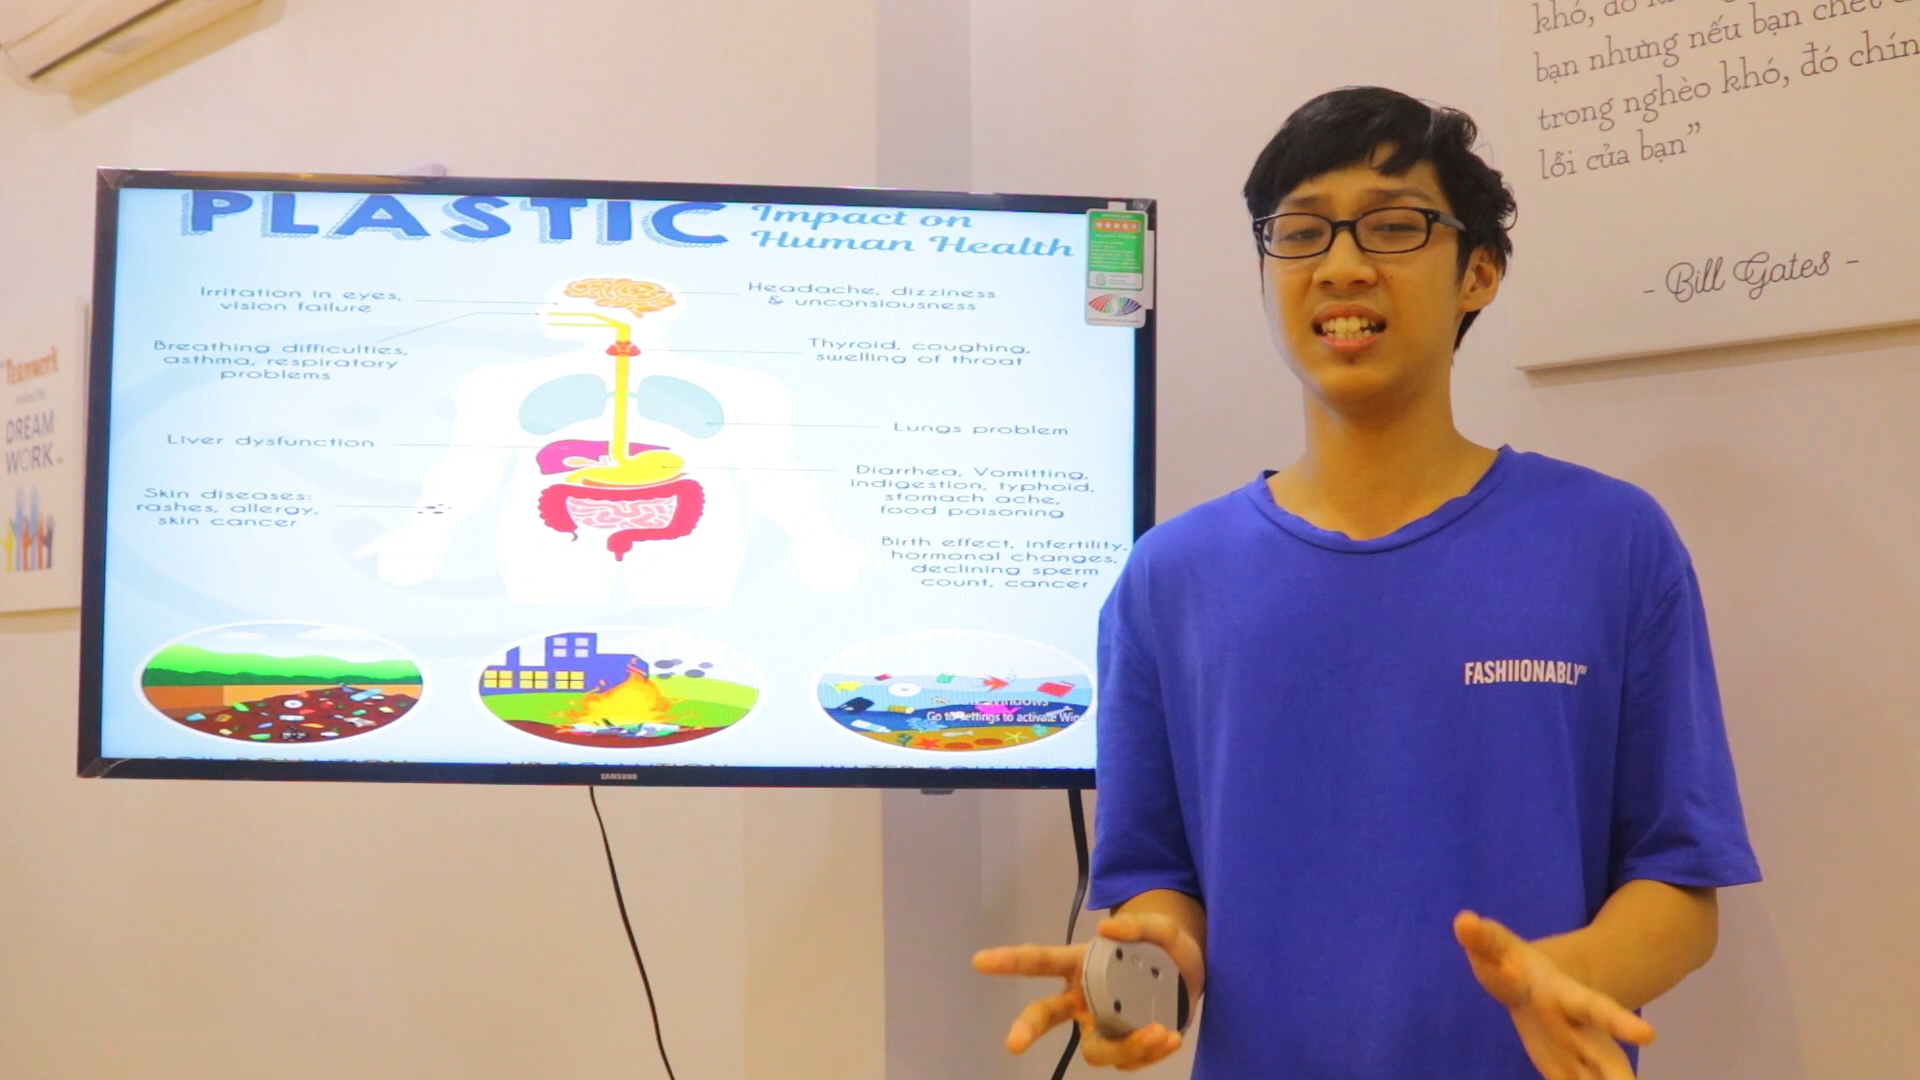 PLASTIC
Impact on
Human Health
Irritation in eyes,
vision failure
Headache, dizziness
& unconsiousness
Breathing difficulties,
asthma, respiratory
problems
Thyroid, coughing,
swelling of throat
Liver dysfunction
Lungs problem
Skin diseases:
rashes, allergy,
skin cancer
Diarrhea, Vomitting,
indigestion, typhoid,
stomach ache,
food poisoning
Birth effect, infertility,
hormonal changes,
declining sperm
count, cancer
Go to Settings to activate Win
SAMSUNG
Teamwork
DREAM
WORK
khó, đó
bạn nhưng nếu bạn chết
trong nghèo khó, đó chín
lỗi của bạn”
- Bill Gates -
FASHIIONABLY